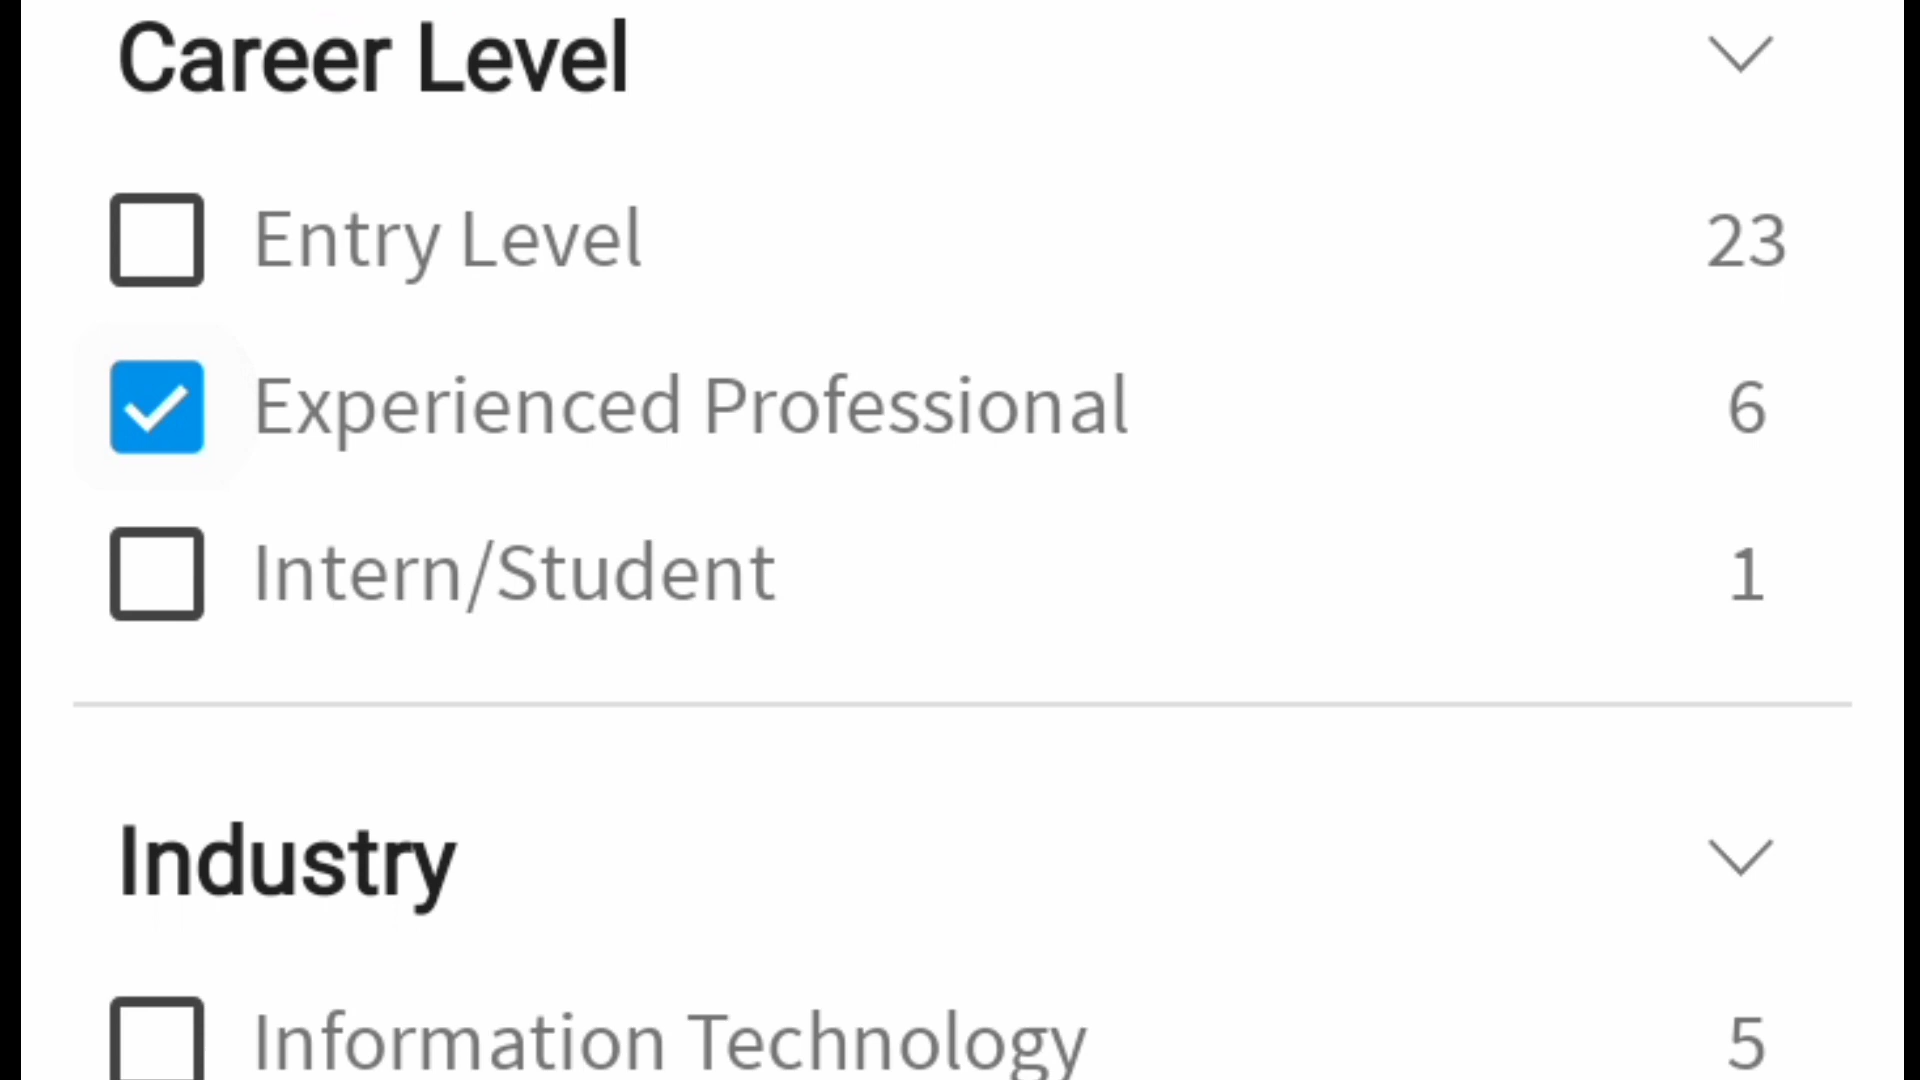 Career Level
Entry Level 23
Experienced Professional 6
Intern/Student 1
Industry
Information Technology 5